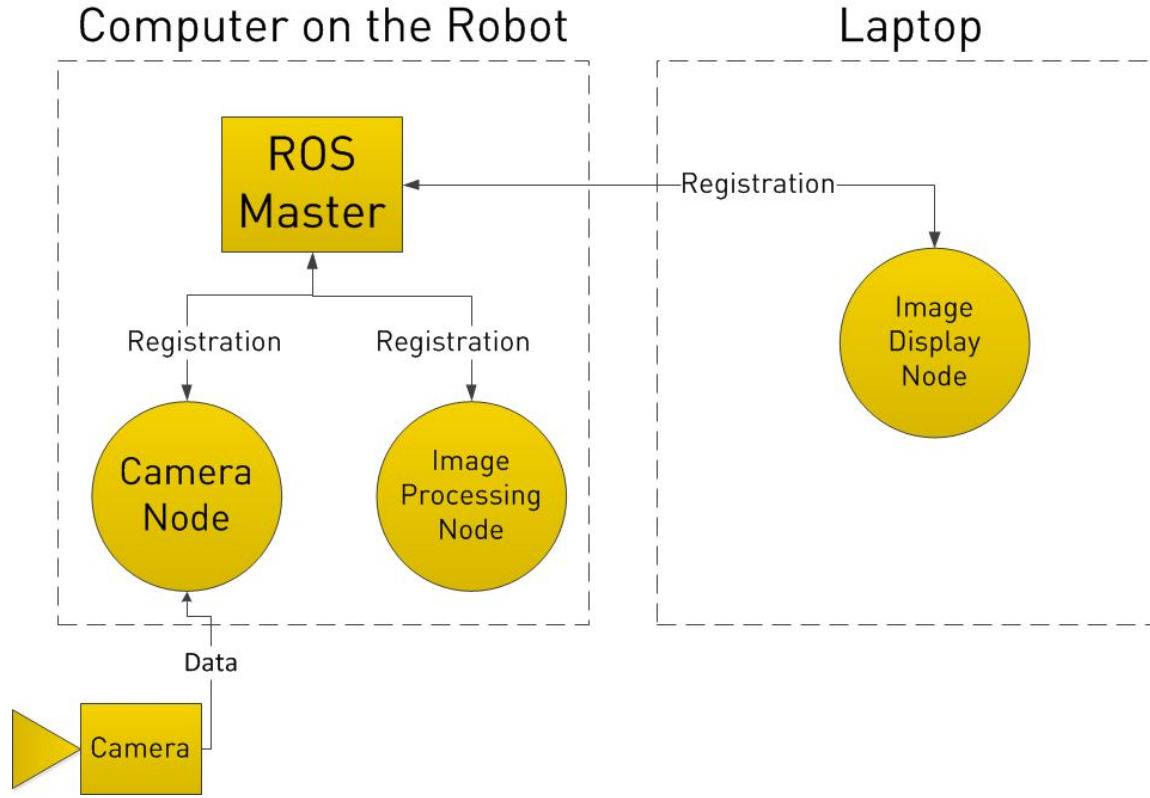 Computer on the Robot
Laptop
ROS
Master
Registration
Image
Display
Node
Registration
Registration
Camera
Node
Image
Processing
Node
Data
Camera